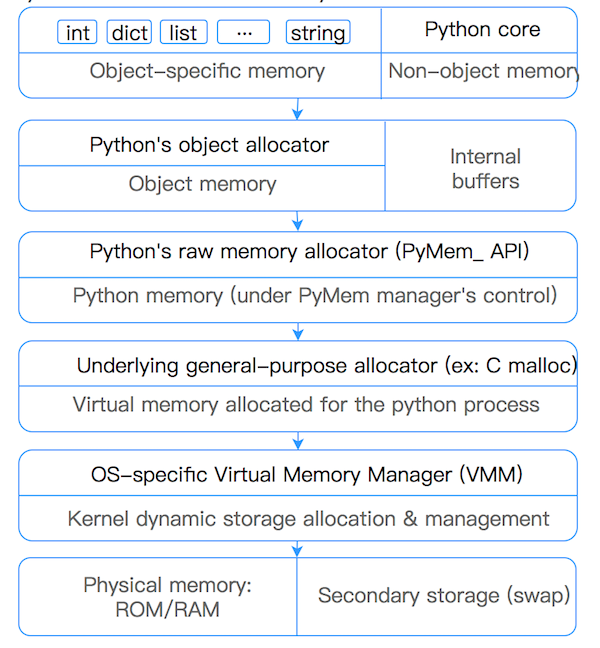 int dict list ... string Python core
Object-specific memory Non-object memory
Python's object allocator
Object memory
Internal
buffers
Python's raw memory allocator (PyMem_ API)
Python memory (under PyMem manager's control)
Underlying general-purpose allocator (ex: C malloc)
Virtual memory allocated for the python process
OS-specific Virtual Memory Manager (VMM)
Kernel dynamic storage allocation & management
Physical memory:
ROM/RAM
Secondary storage (swap)